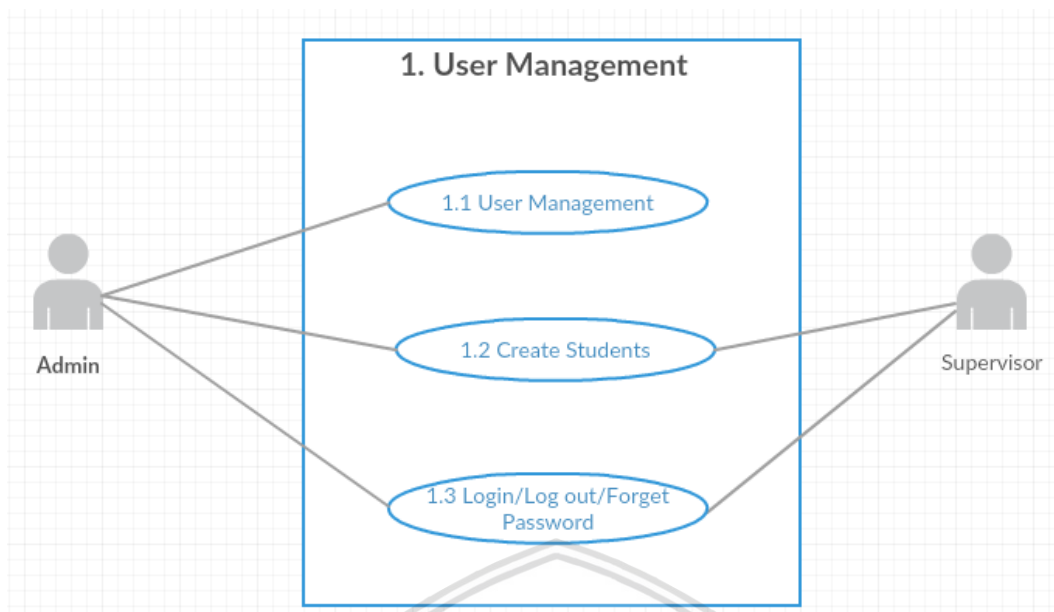 1. User Management
1.1 User Management
1.2 Create Students
Admin
Supervisor
1.3 Login/Log out/Forget
Password